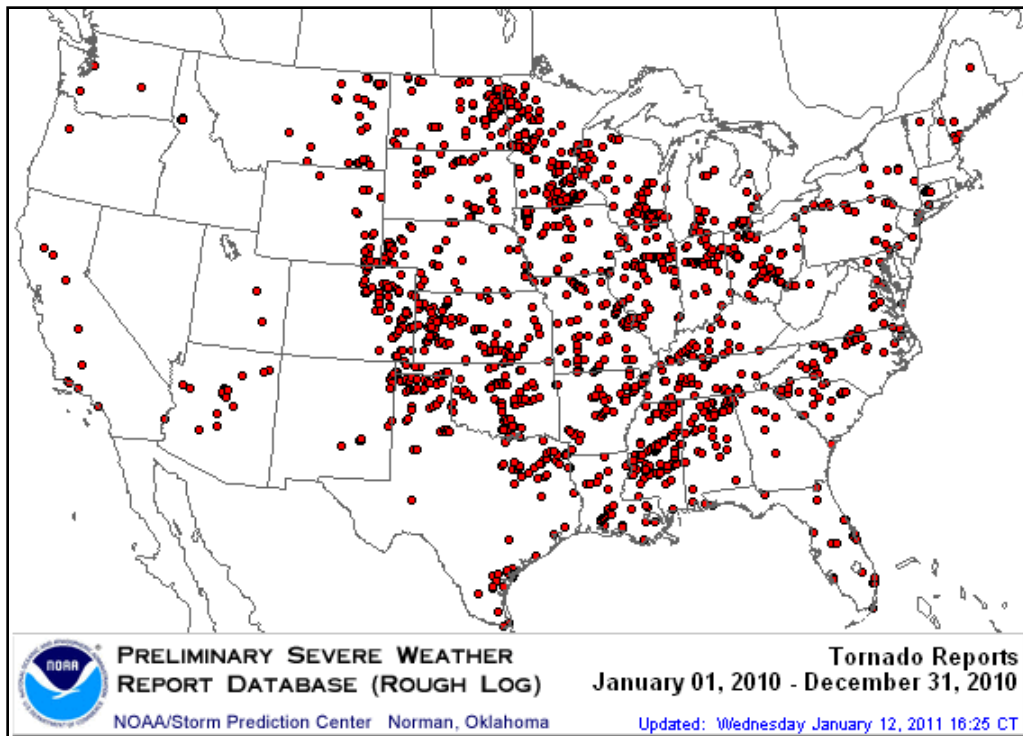 NOAA
PRELIMINARY SEVERE WEATHER
REPORT DATABASE (ROUGH LOG)
NOAA/Storm Prediction Center Norman, Oklahoma
Tornado Reports
January 01, 2010 - December 31, 2010
Updated: Wednesday January 12, 2011 16:25 CT